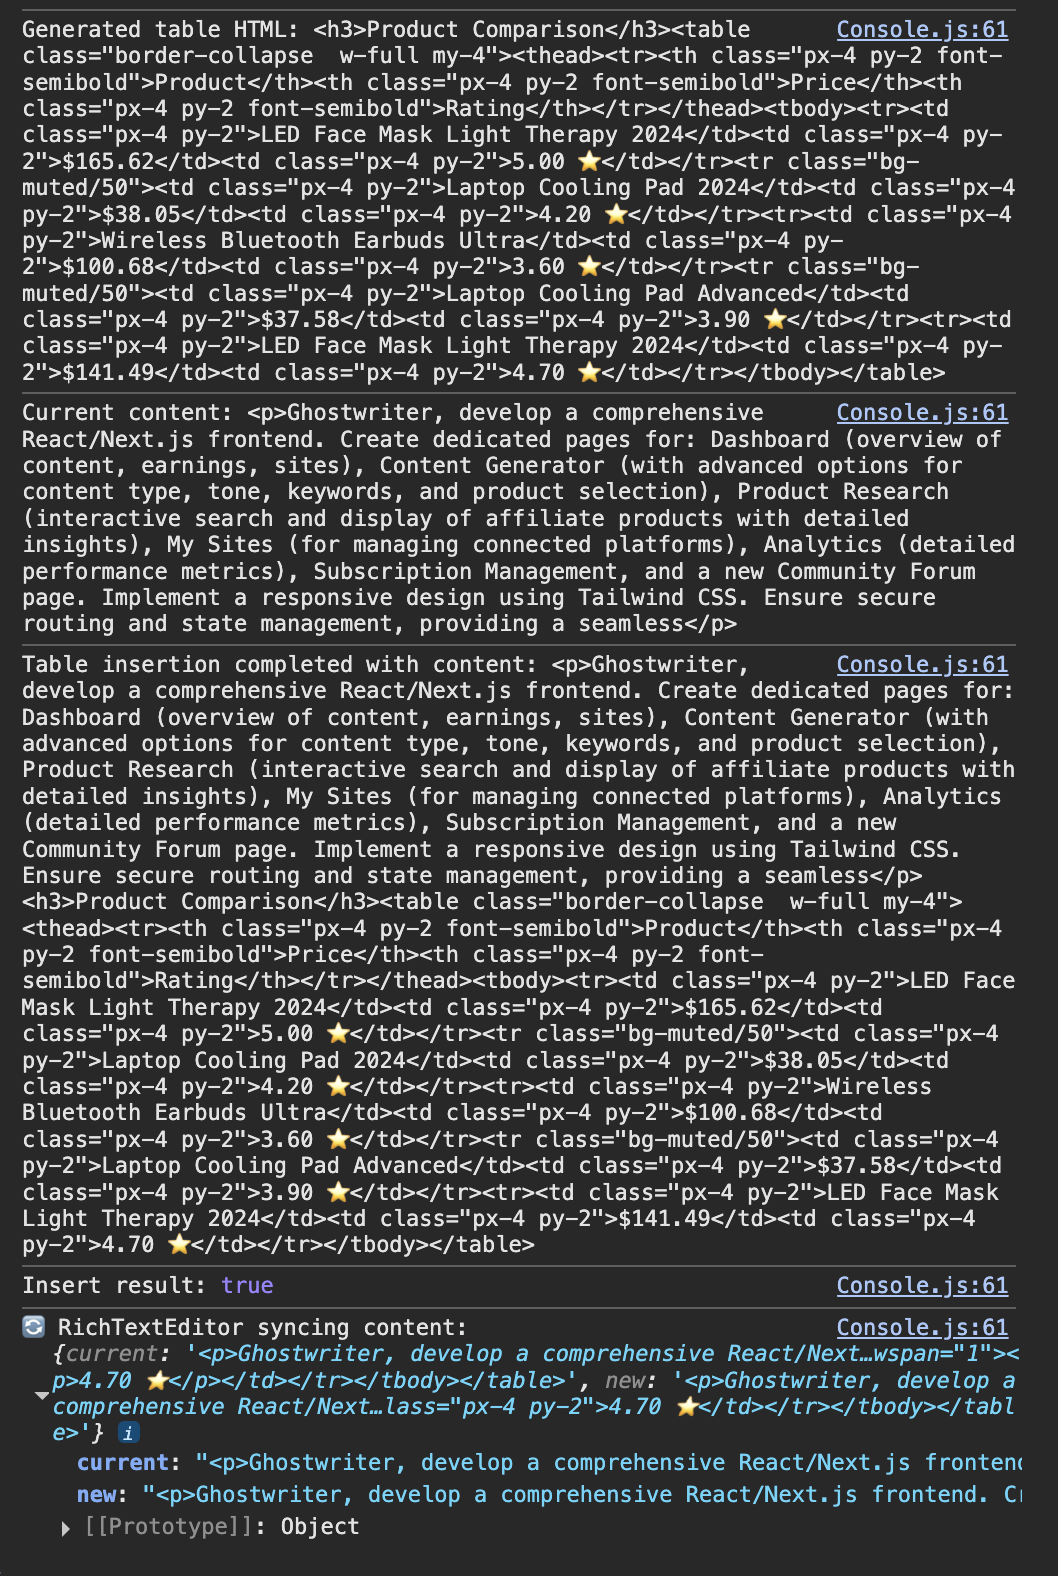 Generated table HTML: <h3>Product Comparison</h3><table Console.js:61
class="border-collapse  w-full my-4"><thead><tr><th class="px-4 py-2 font-
semibold">Product</th><th class="px-4 py-2 font-semibold">Price</th><th
class="px-4 py-2 font-semibold">Rating</th></tr></thead><tbody><tr><td
class="px-4 py-2">LED Face Mask Light Therapy 2024</td><td class="px-4 py-
2">$165.62</td><td class="px-4 py-2">5.00 ⭐</td></tr><tr class="bg-
muted/50"><td class="px-4 py-2">Laptop Cooling Pad 2024</td><td class="px-4
py-2">$38.05</td><td class="px-4 py-2">4.20 ⭐</td></tr><tr><td class="px-4
py-2">Wireless Bluetooth Earbuds Ultra</td><td class="px-4 py-
2">$100.68</td><td class="px-4 py-2">3.60 ⭐</td></tr><tr class="bg-
muted/50"><td class="px-4 py-2">Laptop Cooling Pad Advanced</td><td
class="px-4 py-2">$37.58</td><td class="px-4 py-2">3.90 ⭐</td></tr><tr><td
class="px-4 py-2">LED Face Mask Light Therapy 2024</td><td class="px-4 py-
2">$141.49</td><td class="px-4 py-2">4.70 ⭐</td></tr></tbody></table>
Current content: <p>Ghostwriter, develop a comprehensive Console.js:61
React/Next.js frontend. Create dedicated pages for: Dashboard (overview of
content, earnings, sites), Content Generator (with advanced options for
content type, tone, keywords, and product selection), Product Research
(interactive search and display of affiliate products with detailed
insights), My Sites (for managing connected platforms), Analytics (detailed
performance metrics), Subscription Management, and a new Community Forum
page. Implement a responsive design using Tailwind CSS. Ensure secure
routing and state management, providing a seamless</p>
Table insertion completed with content: <p>Ghostwriter, Console.js:61
develop a comprehensive React/Next.js frontend. Create dedicated pages for:
Dashboard (overview of content, earnings, sites), Content Generator (with
advanced options for content type, tone, keywords, and product selection),
Product Research (interactive search and display of affiliate products with
detailed insights), My Sites (for managing connected platforms), Analytics
(detailed performance metrics), Subscription Management, and a new
Community Forum page. Implement a responsive design using Tailwind CSS.
Ensure secure routing and state management, providing a seamless</p>
<h3>Product Comparison</h3><table class="border-collapse  w-full my-4">
<thead><tr><th class="px-4 py-2 font-semibold">Product</th><th class="px-4
py-2 font-semibold">Price</th><th class="px-4 py-2 font-
semibold">Rating</th></tr></thead><tbody><tr><td class="px-4 py-2">LED Face
Mask Light Therapy 2024</td><td class="px-4 py-2">$165.62</td><td
class="px-4 py-2">5.00 ⭐</td></tr><tr class="bg-muted/50"><td class="px-4
py-2">Laptop Cooling Pad 2024</td><td class="px-4 py-2">$38.05</td><td
class="px-4 py-2">4.20 ⭐</td></tr><tr><td class="px-4 py-2">Wireless
Bluetooth Earbuds Ultra</td><td class="px-4 py-2">$100.68</td><td
class="px-4 py-2">3.60 ⭐</td></tr><tr class="bg-muted/50"><td class="px-4
py-2">Laptop Cooling Pad Advanced</td><td class="px-4 py-2">$37.58</td><td
class="px-4 py-2">3.90 ⭐</td></tr><tr><td class="px-4 py-2">LED Face Mask
Light Therapy 2024</td><td class="px-4 py-2">$141.49</td><td class="px-4
py-2">4.70 ⭐</td></tr></tbody></table>
Insert result: true Console.js:61
🔄 RichTextEditor syncing content: Console.js:61
{current: '<p>Ghostwriter, develop a comprehensive React/Next…wspan="1"><
p>4.70 ⭐</p></td></tr></tbody></table>', new: '<p>Ghostwriter, develop a
comprehensive React/Next…lass="px-4 py-2">4.70 ⭐</td></tr></tbody></tabl
e>'} i
current: "<p>Ghostwriter, develop a comprehensive React/Next.js frontend
new: "<p>Ghostwriter, develop a comprehensive React/Next.js frontend. Cr
[[Prototype]]: Object